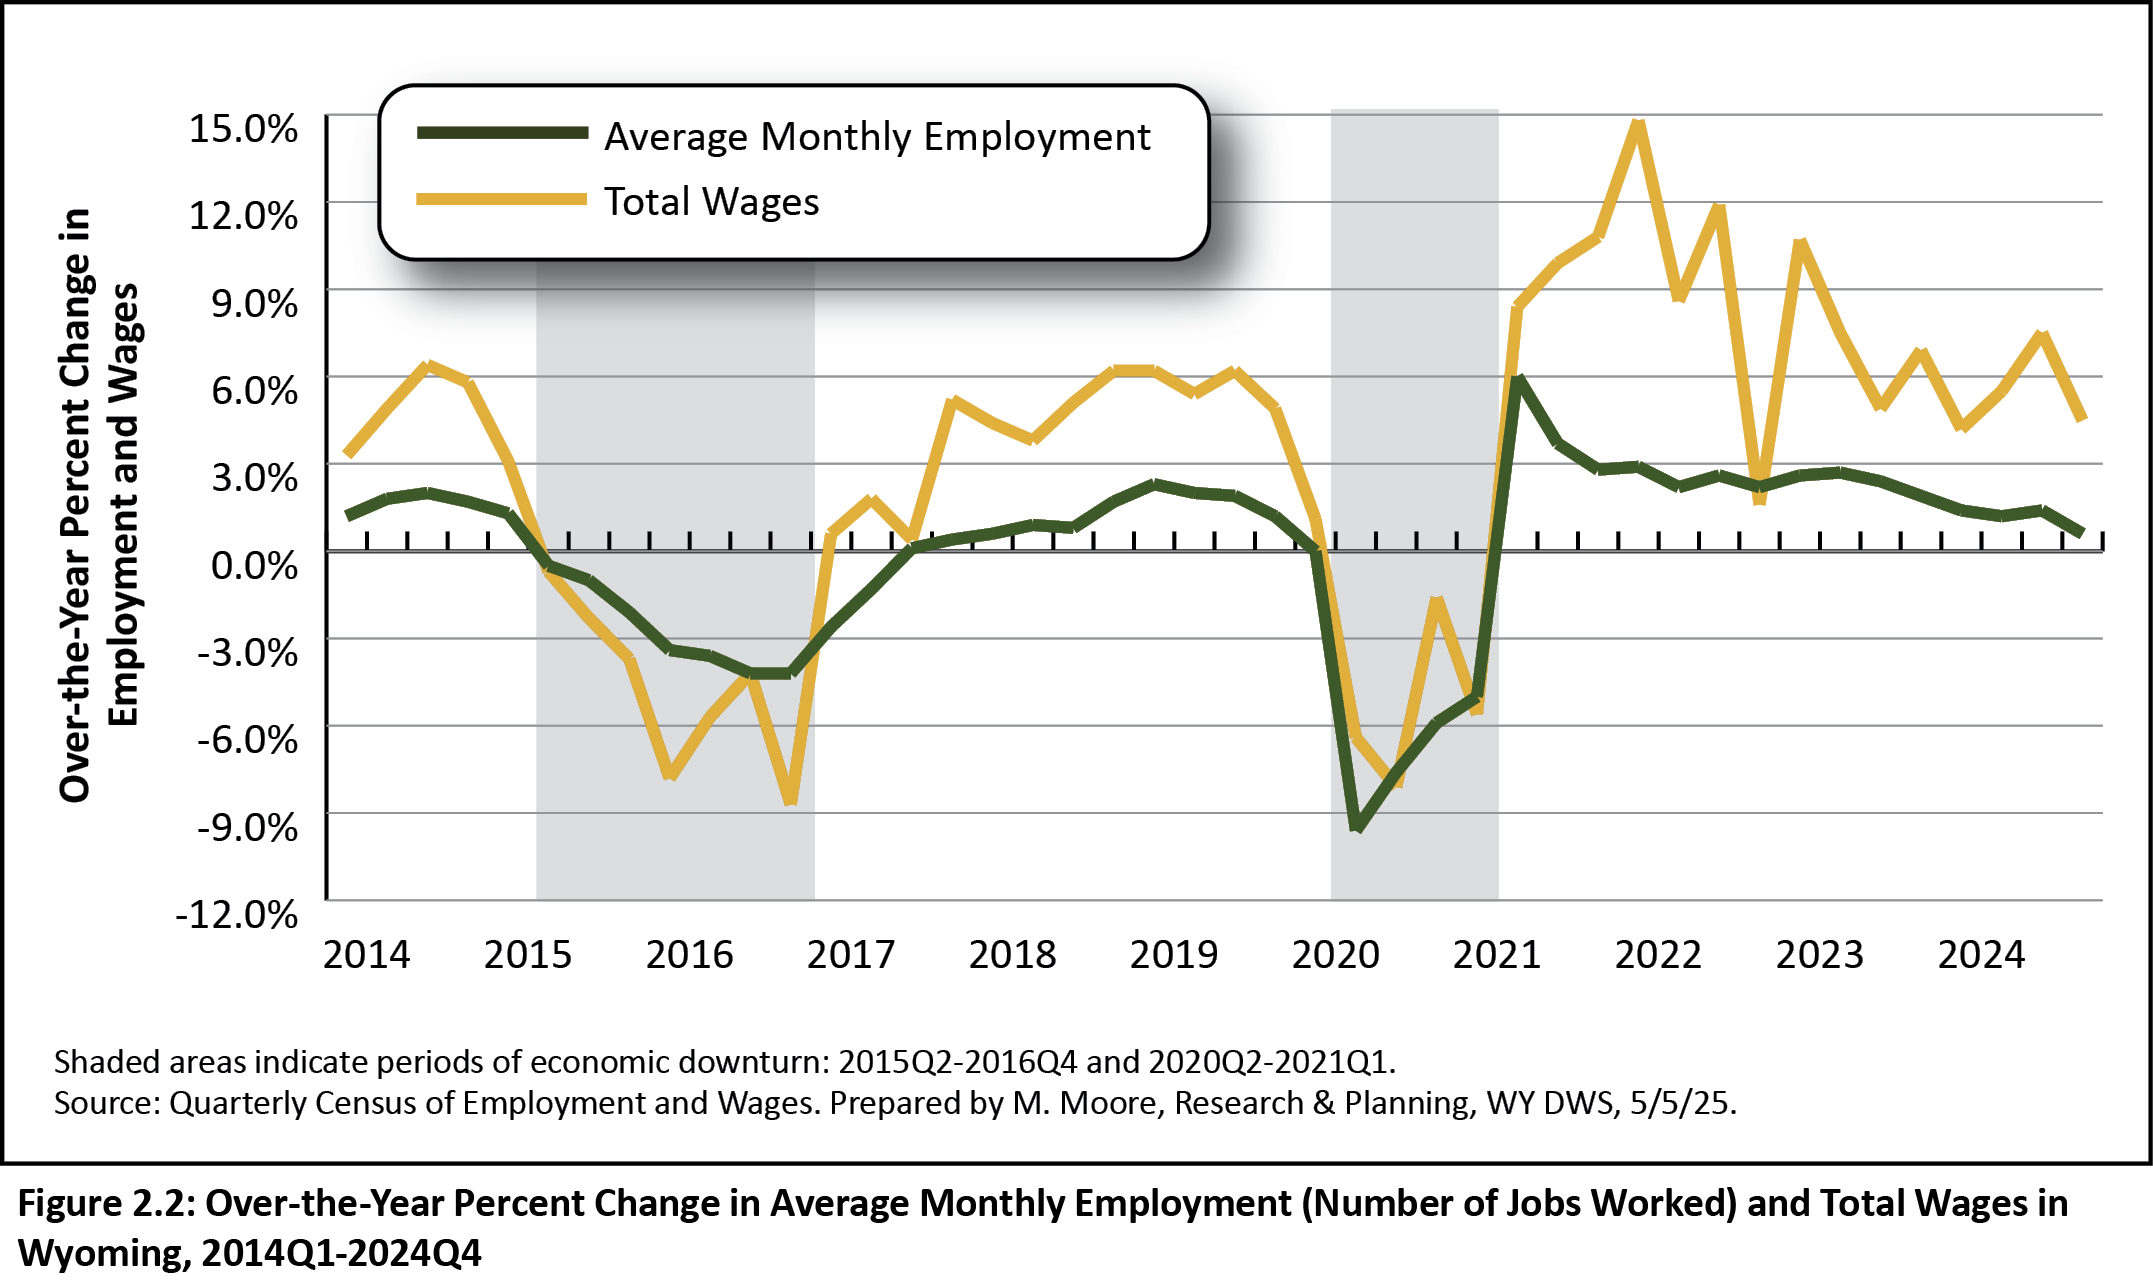 Average Monthly Employment
Total Wages
Over-the-Year Percent Change in
Employment and Wages
15.0%
12.0%
9.0%
6.0%
3.0%
0.0%
-3.0%
-6.0%
-9.0%
-12.0%
2014 2015 2016 2017 2018 2019 2020 2021 2022 2023 2024
Shaded areas indicate periods of economic downturn: 2015Q2-2016Q4 and 2020Q2-2021Q1.
Source: Quarterly Census of Employment and Wages. Prepared by M. Moore, Research & Planning, WY DWS, 5/5/25.
Figure 2.2: Over-the-Year Percent Change in Average Monthly Employment (Number of Jobs Worked) and Total Wages in
Wyoming, 2014Q1-2024Q4